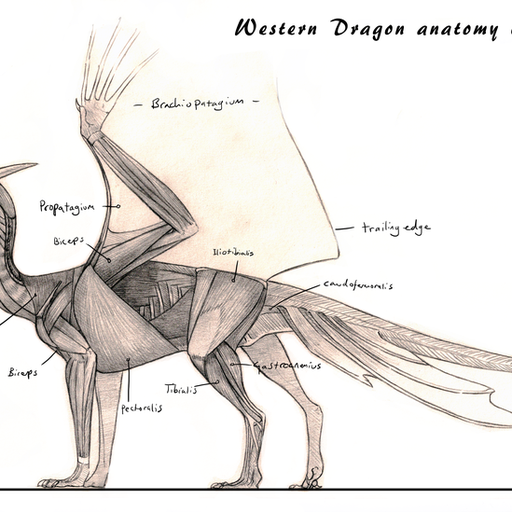 Western Dragon anatomy
- Brachiopatagium -
Propatagium
trailing edge
Biceps
Iliotibialis
caudofemoralis
Biceps
Gastrocnemius
Tibialis
Pectoralis